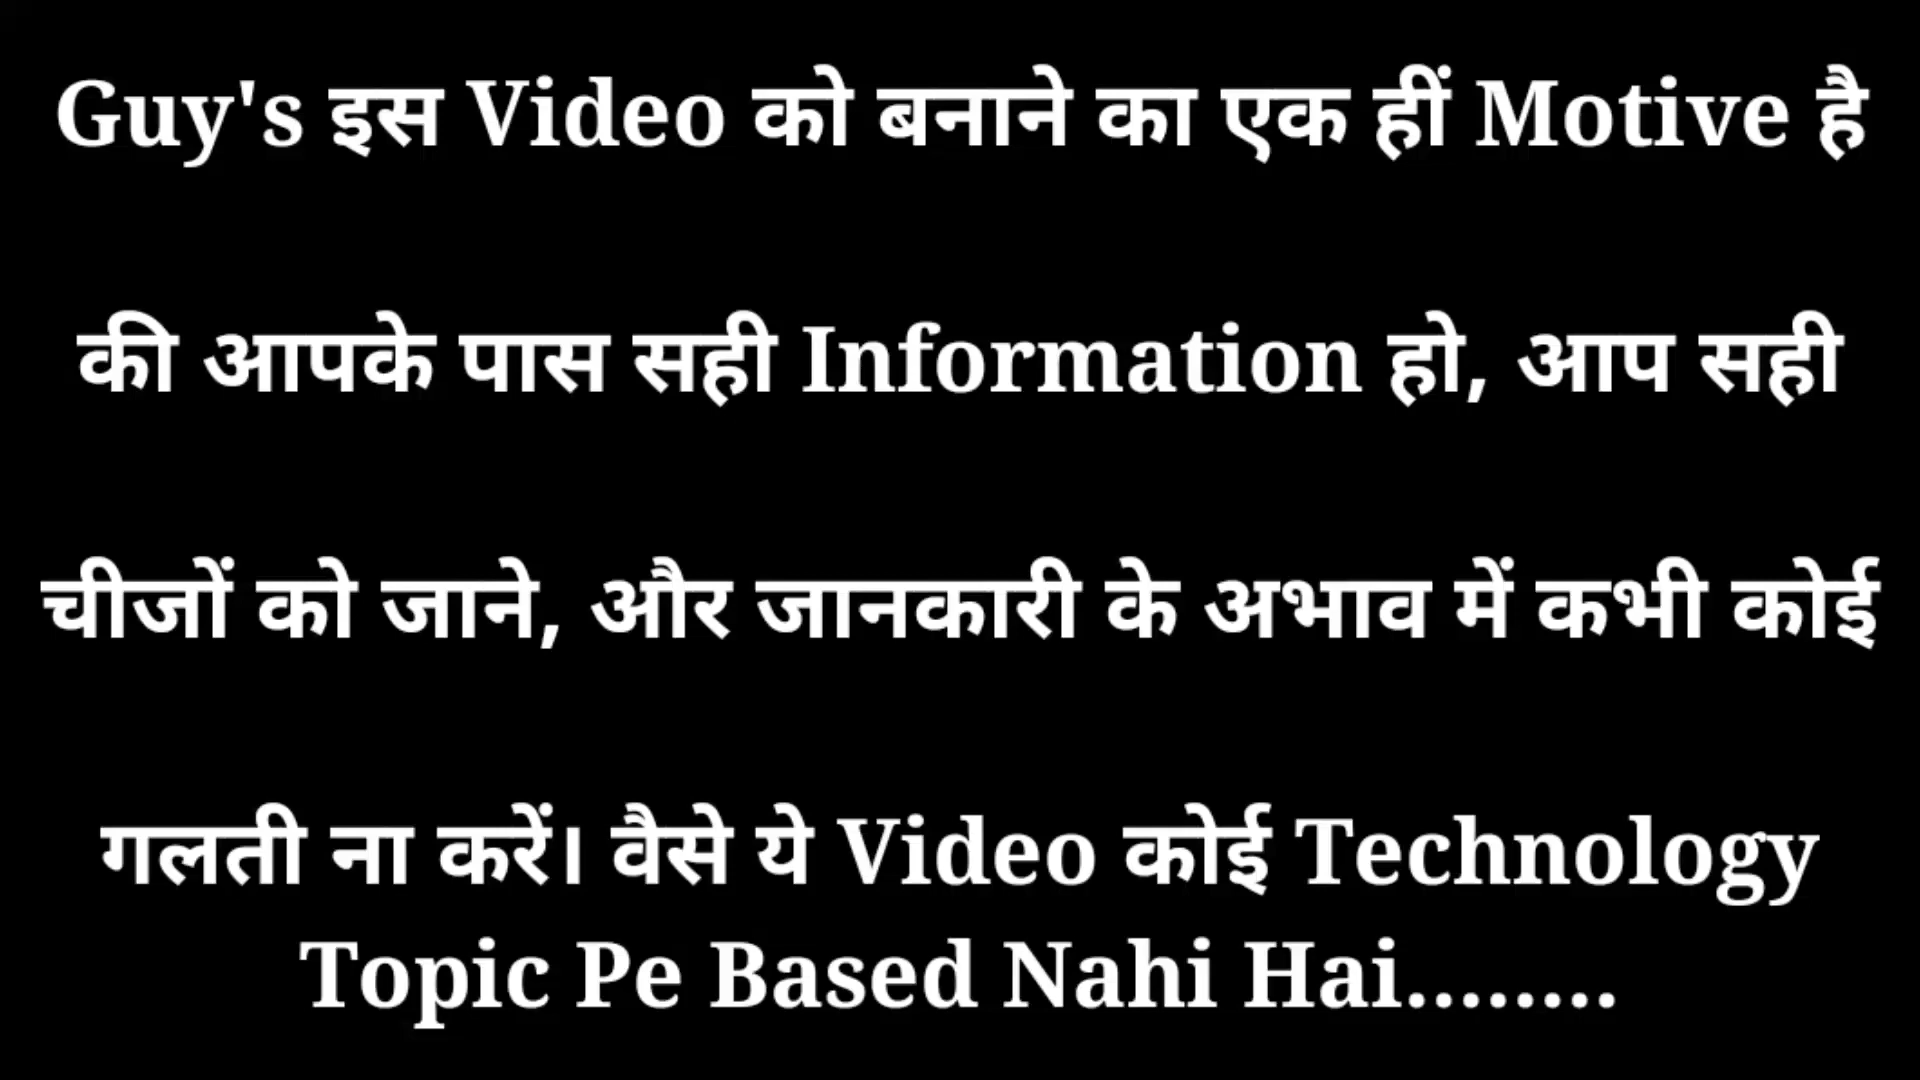 Guy's इस Video को बनाने का एक हीं Motive है
की आपके पास सही Information हो, आप सही
चीजों को जाने, और जानकारी के अभाव में कभी कोई
गलती ना करें। वैसे ये Video कोई Technology
Topic Pe Based Nahi Hai........